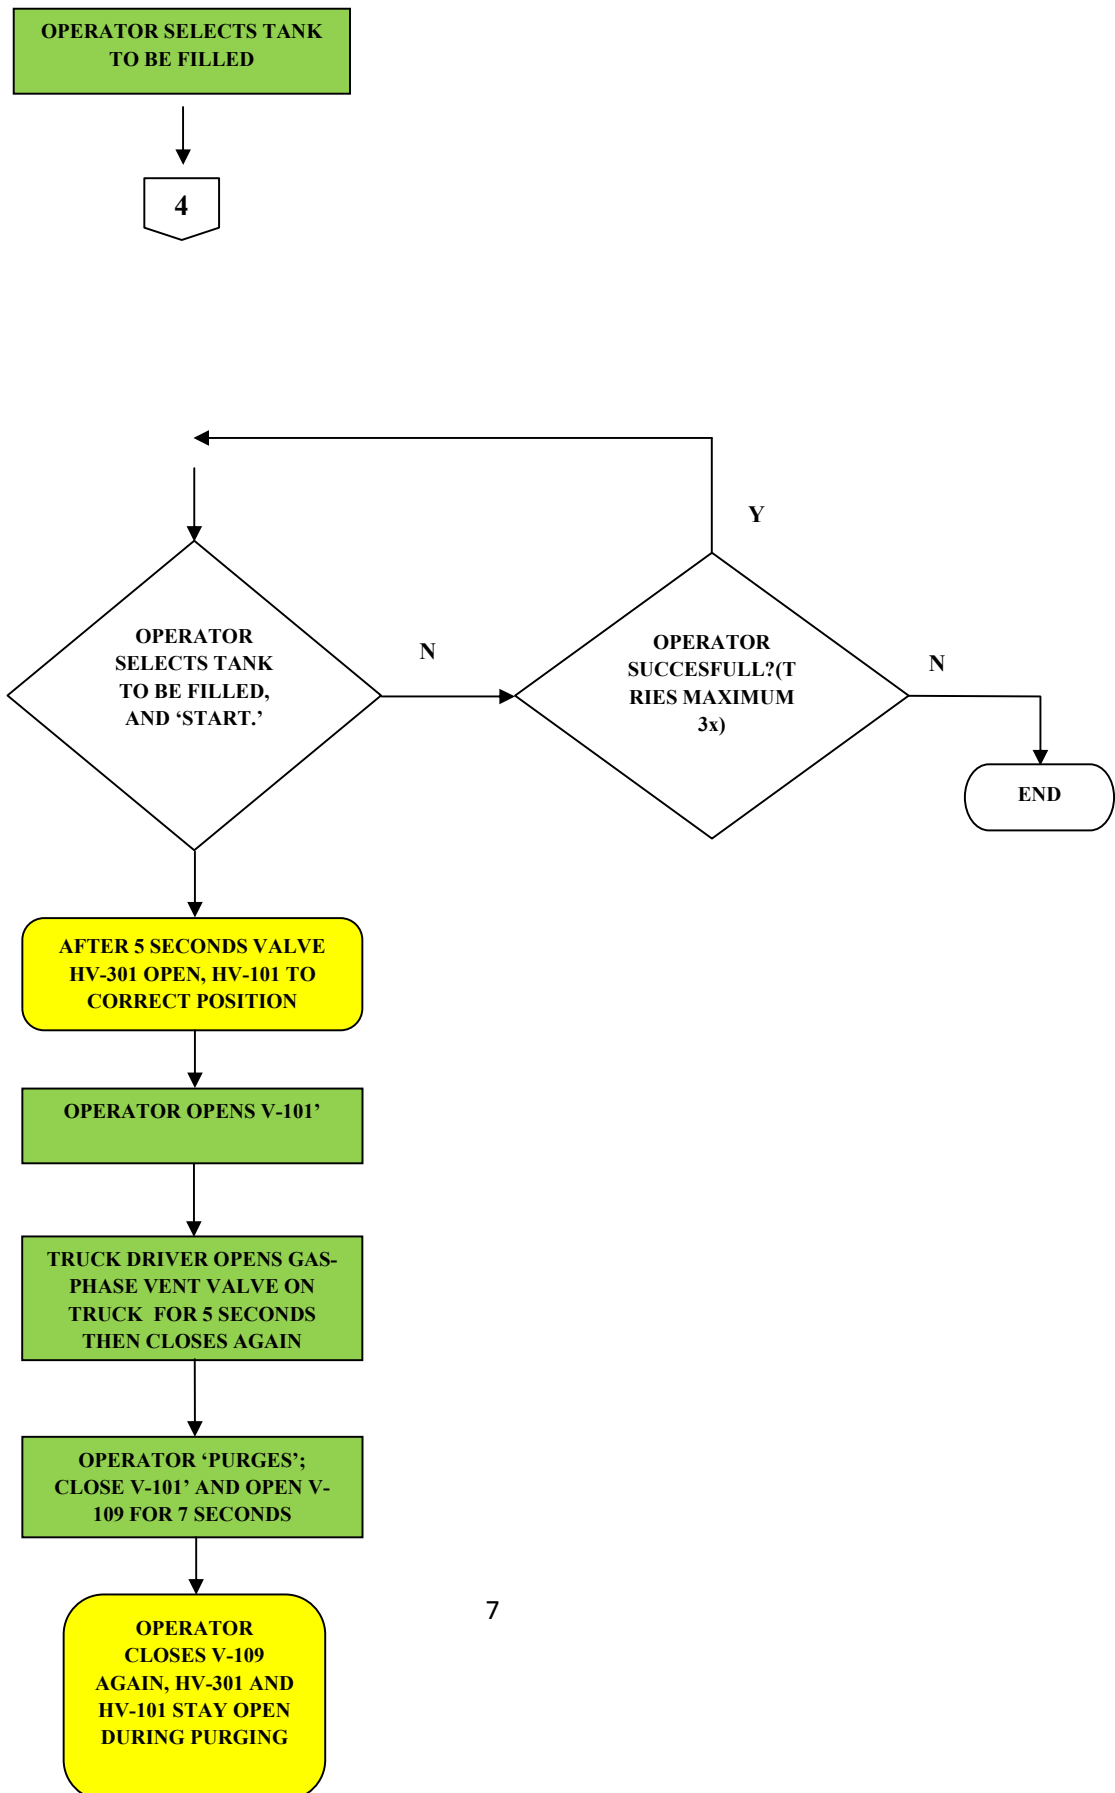 OPERATOR SELECTS TANK
TO BE FILLED
4
Y
OPERATOR
SELECTS TANK
TO BE FILLED,
AND ‘START.’
N
OPERATOR
SUCCESFULL?(T
RIES MAXIMUM
3x)
N
END
AFTER 5 SECONDS VALVE
HV-301 OPEN, HV-101 TO
CORRECT POSITION
OPERATOR OPENS V-101’
TRUCK DRIVER OPENS GAS-
PHASE VENT VALVE ON
TRUCK FOR 5 SECONDS
THEN CLOSES AGAIN
OPERATOR ‘PURGES’;
CLOSE V-101’ AND OPEN V-
109 FOR 7 SECONDS
OPERATOR
CLOSES V-109
AGAIN, HV-301 AND
HV-101 STAY OPEN
DURING PURGING
7